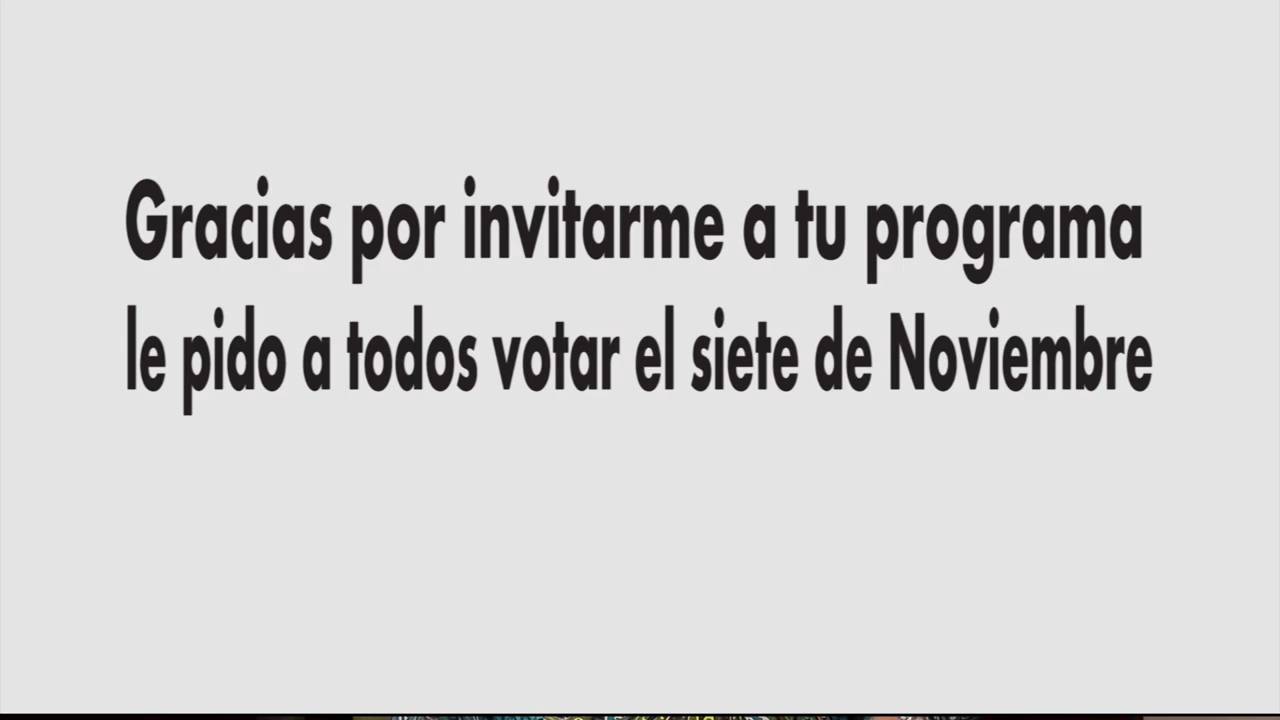 Gracias por invitarme a tu programa
le pido a todos votar el siete de Noviembre